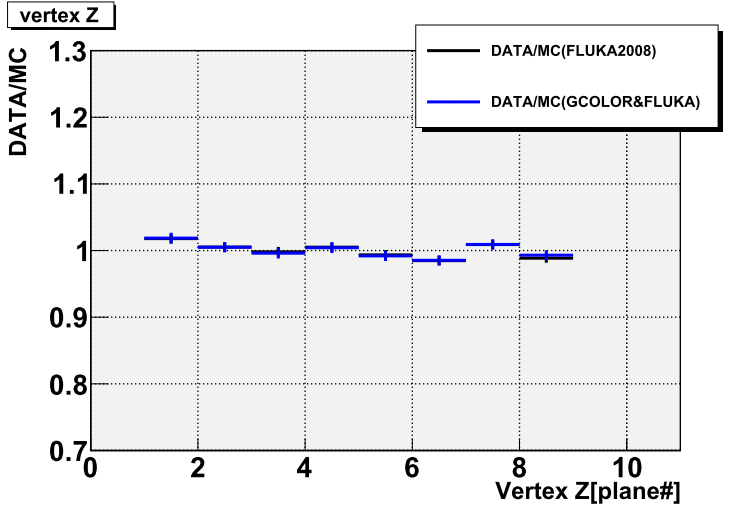 vertex Z
DATA/MC(FLUKA2008)
DATA/MC(GCOLOR&FLUKA)
DATA/MC
1.3
1.2
1.1
1
0.9
0.8
0.7
0 2 4 6 8 10
Vertex Z[plane#]